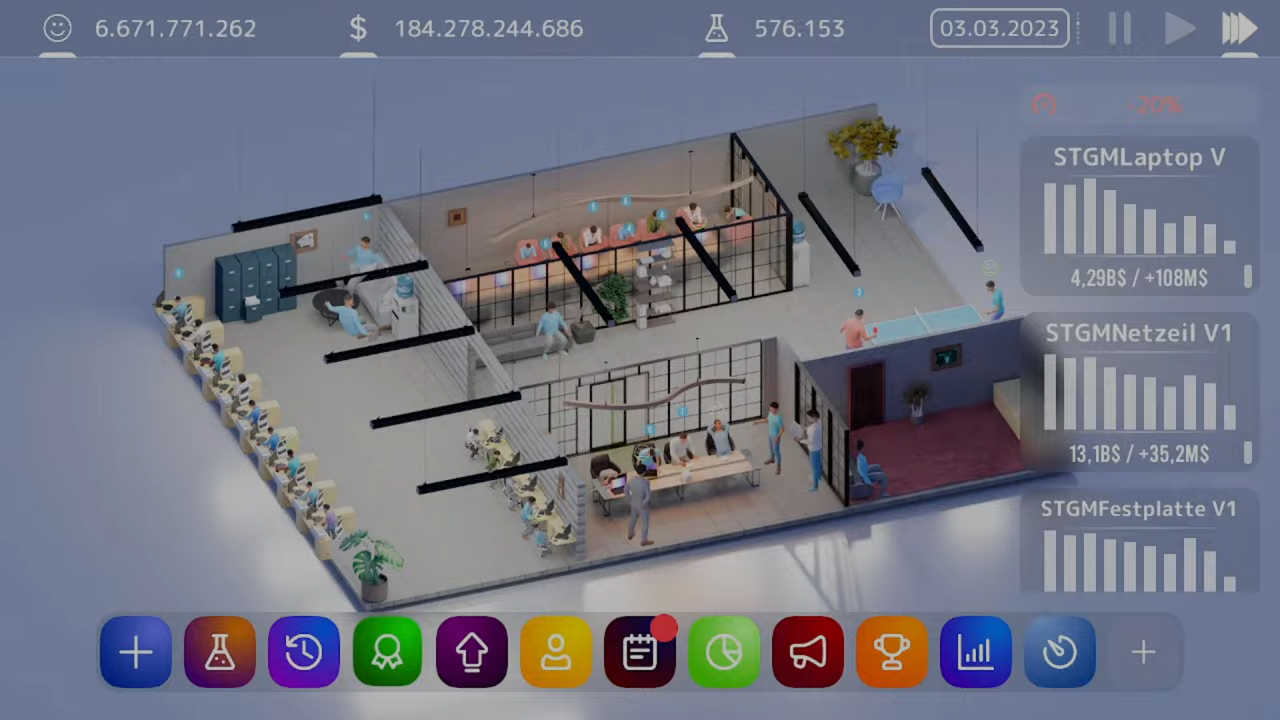 6.671.771.262
$ 184.278.244.686
576.153
03.03.2023
-20%
STGMLaptop V
4,29B$ / +108M$
STGMNetzeil V1
13,1B$ / +35,2M$
STGMFestplatte V1